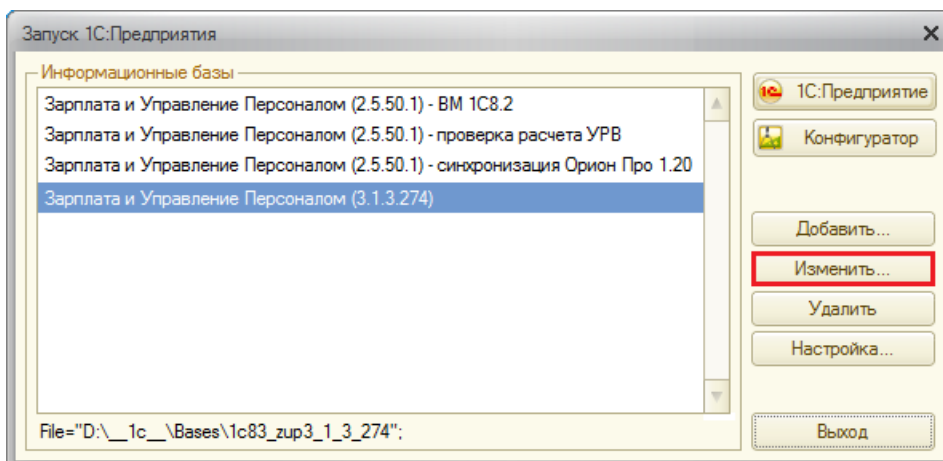 Запуск 1С:Предприятия
Информационные базы
Зарплата и Управление Персоналом (2.5.50.1) - ВМ 1С8.2
Зарплата и Управление Персоналом (2.5.50.1) - проверка расчета УРВ
Зарплата и Управление Персоналом (2.5.50.1) - синхронизация Орион Про 1.20
Зарплата и Управление Персоналом (3.1.3.274)
File="D:\__1c__\Bases\1c83_zup3_1_3_274";
1С:Предприятие
Конфигуратор
Добавить...
Изменить...
Удалить
Настройка...
Выход